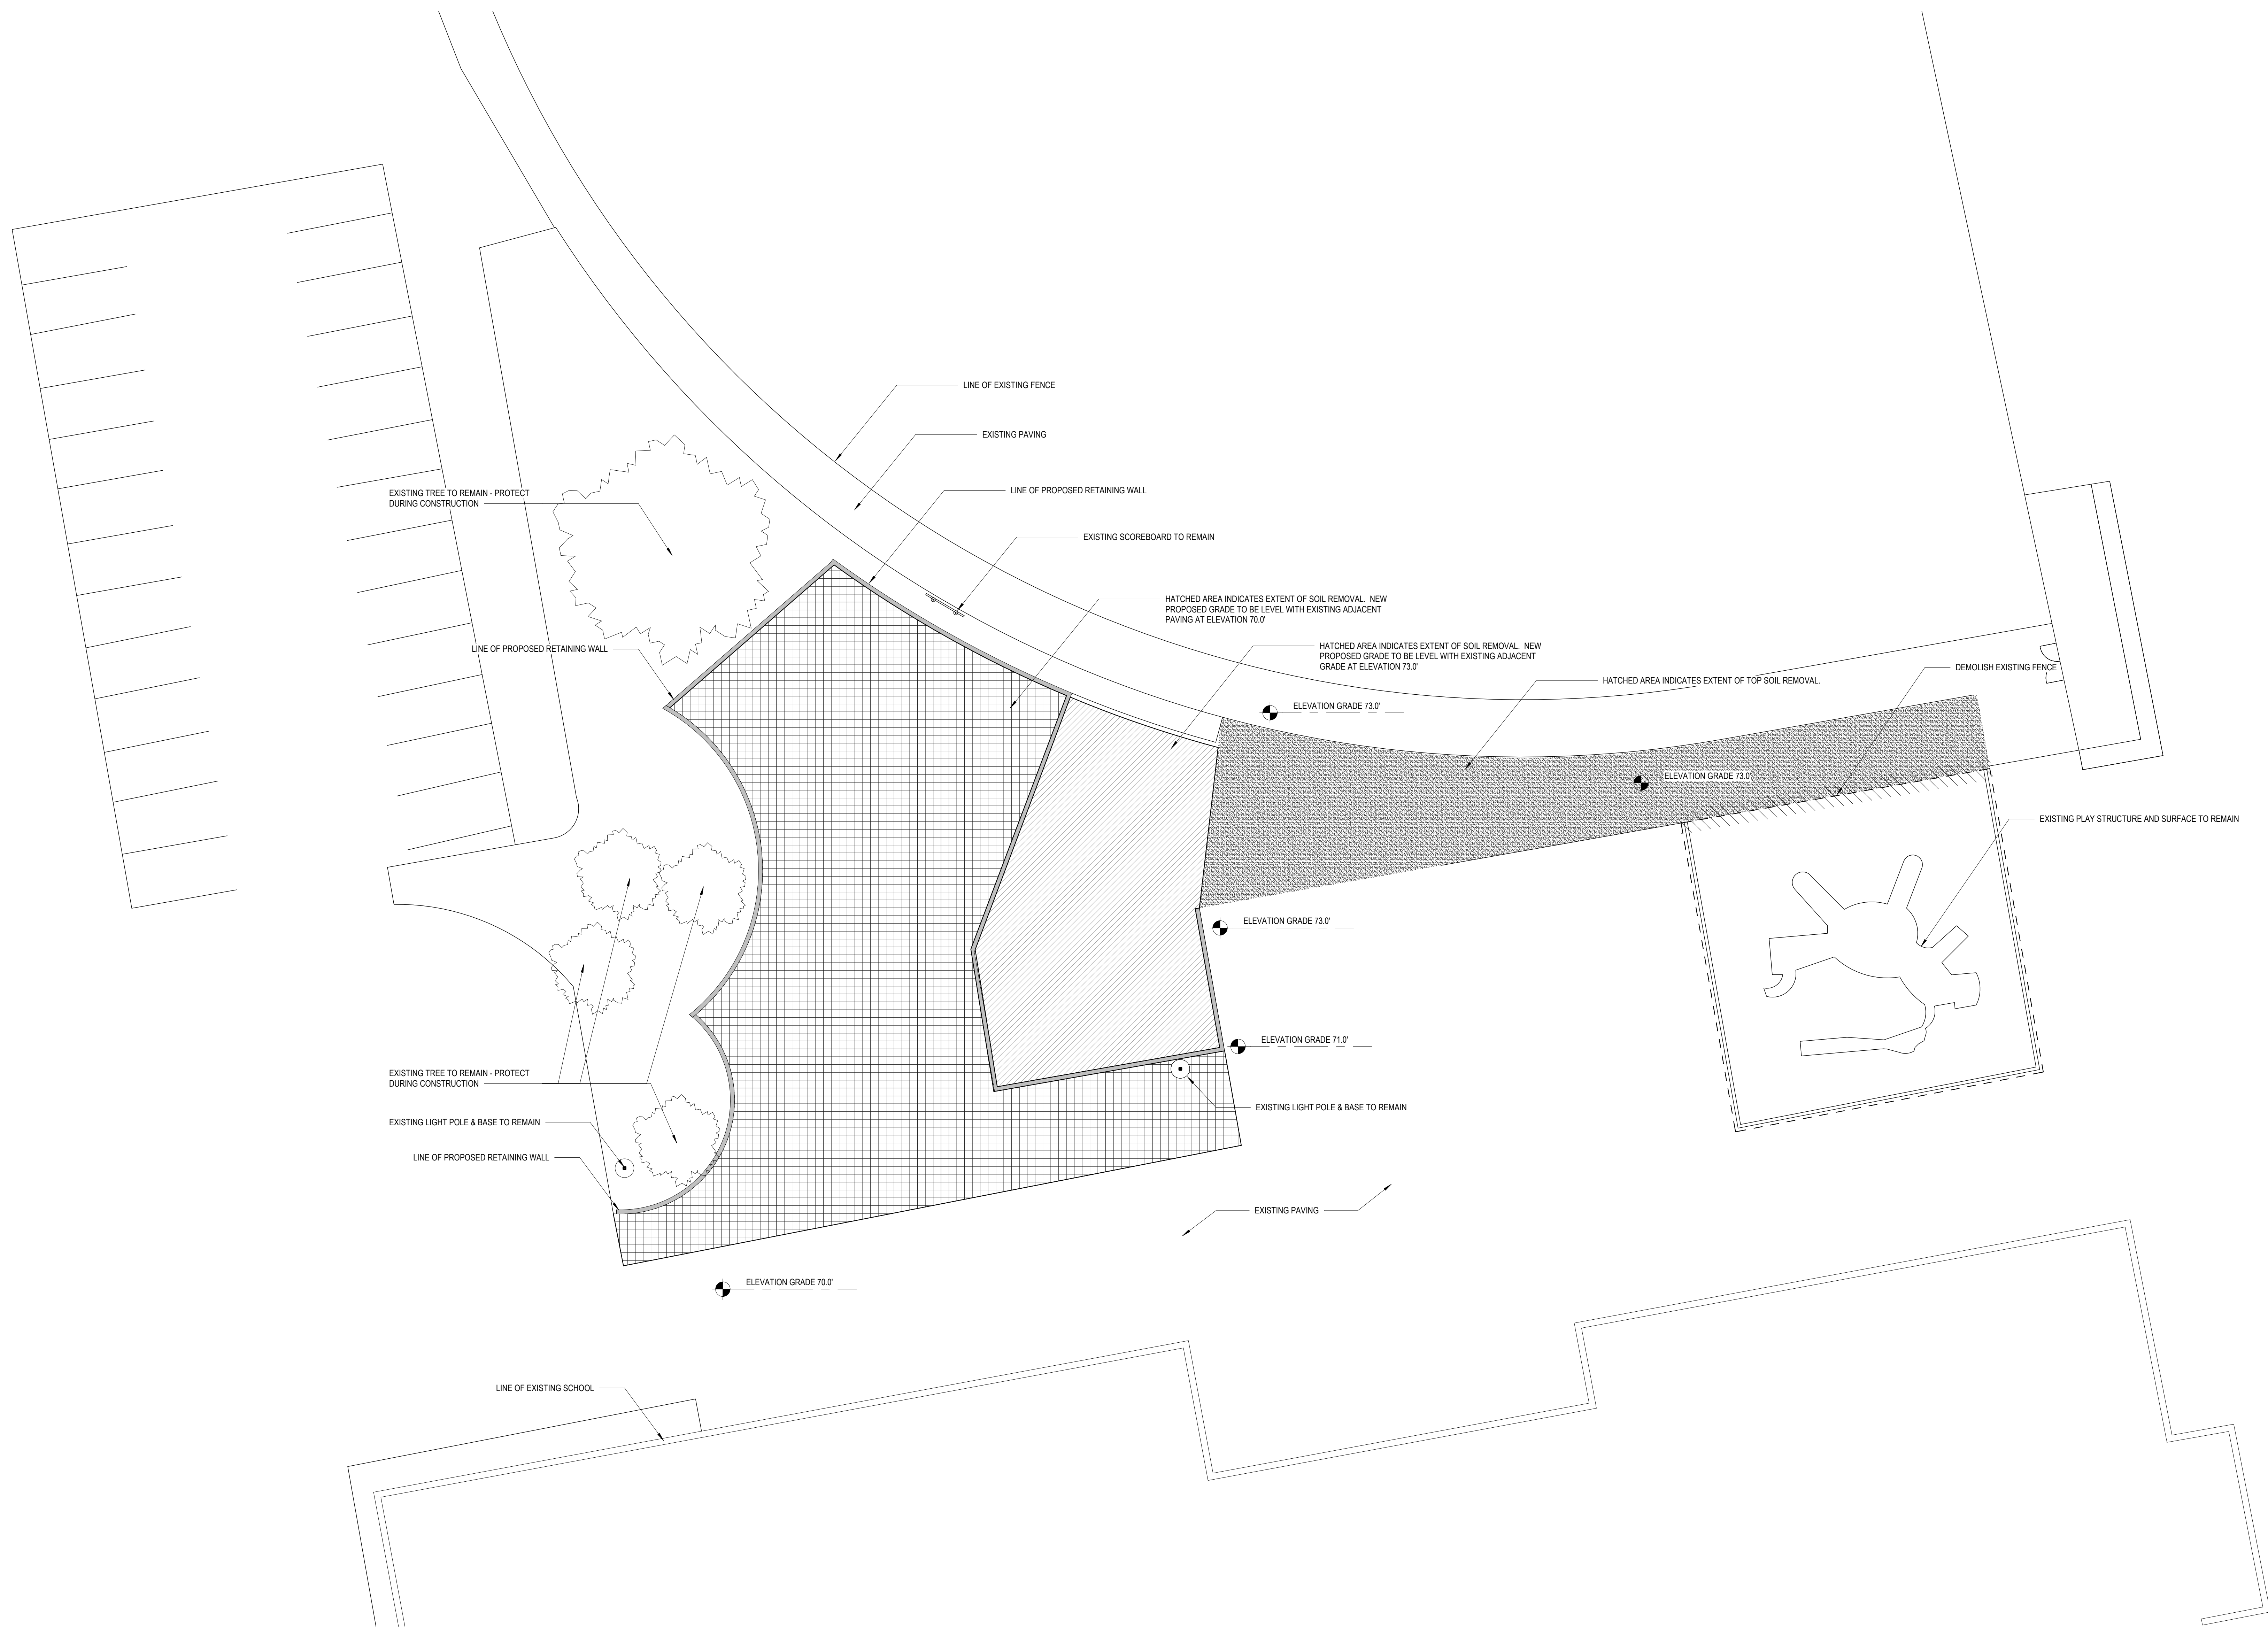 LINE OF EXISTING FENCE
EXISTING PAVING
LINE OF PROPOSED RETAINING WALL
EXISTING TREE TO REMAIN - PROTECT
DURING CONSTRUCTION
EXISTING SCOREBOARD TO REMAIN
HATCHED AREA INDICATES EXTENT OF SOIL REMOVAL. NEW
PROPOSED GRADE TO BE LEVEL WITH EXISTING ADJACENT
PAVING AT ELEVATION 70.0'
LINE OF PROPOSED RETAINING WALL
HATCHED AREA INDICATES EXTENT OF SOIL REMOVAL. NEW
PROPOSED GRADE TO BE LEVEL WITH EXISTING ADJACENT
GRADE AT ELEVATION 73.0'
DEMOLISH EXISTING FENCE
HATCHED AREA INDICATES EXTENT OF TOP SOIL REMOVAL.
ELEVATION GRADE 73.0'
ELEVATION GRADE 73.0'
EXISTING PLAY STRUCTURE AND SURFACE TO REMAIN
ELEVATION GRADE 73.0'
ELEVATION GRADE 71.0'
EXISTING TREE TO REMAIN - PROTECT
DURING CONSTRUCTION
EXISTING LIGHT POLE & BASE TO REMAIN
EXISTING LIGHT POLE & BASE TO REMAIN
LINE OF PROPOSED RETAINING WALL
EXISTING PAVING
ELEVATION GRADE 70.0'
LINE OF EXISTING SCHOOL